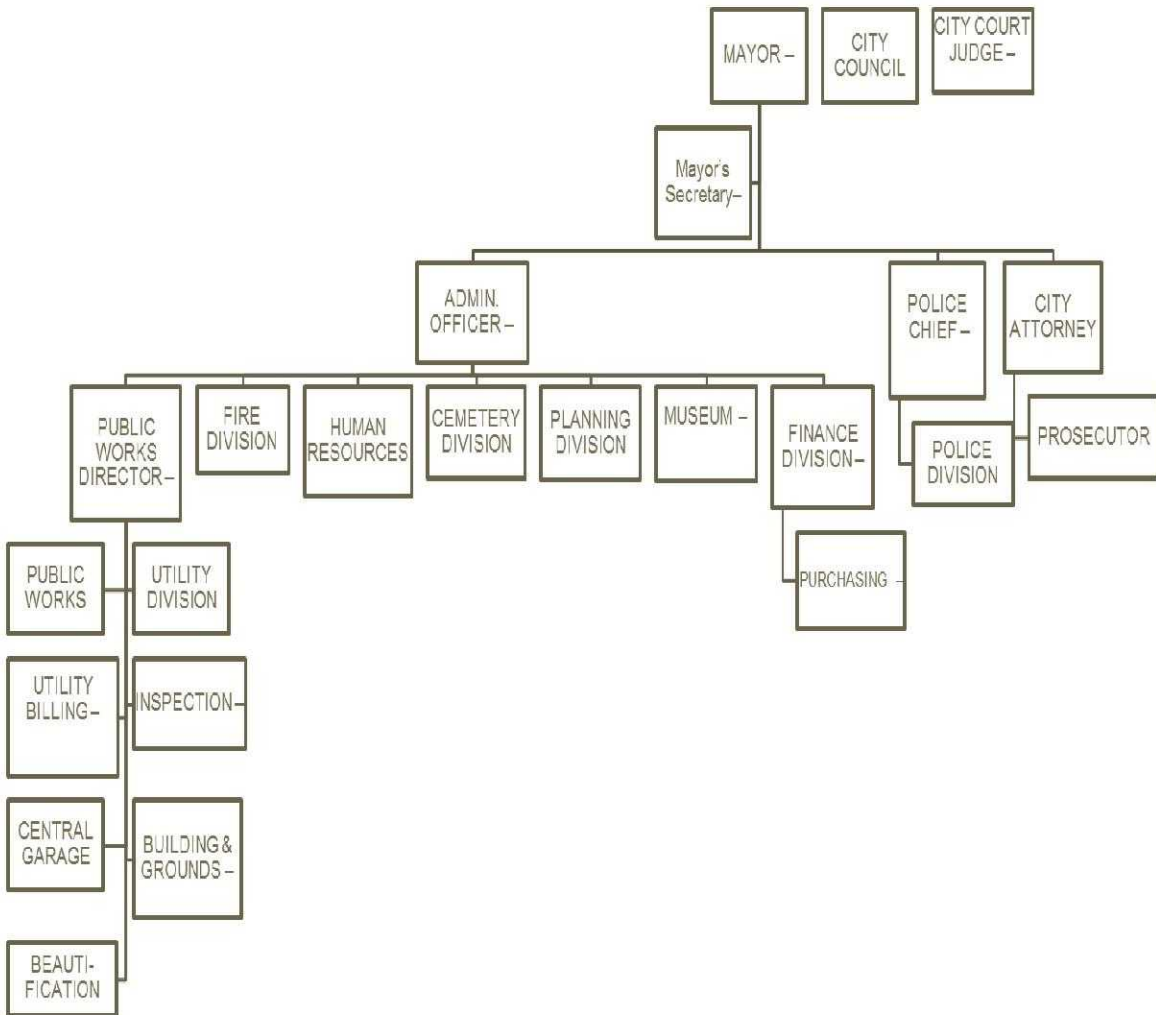 MAYOR –
CITY
COUNCIL
CITY COURT
JUDGE –
Mayor's
Secretary–
ADMIN.
OFFICER –
POLICE
CHIEF –
CITY
ATTORNEY
PUBLIC
WORKS
DIRECTOR –
FIRE
DIVISION
HUMAN
RESOURCES
CEMETERY
DIVISION
PLANNING
DIVISION
MUSEUM –
FINANCE
DIVISION –
POLICE
DIVISION
PROSECUTOR
PUBLIC
WORKS
UTILITY
DIVISION
PURCHASING –
UTILITY
BILLING –
INSPECTION –
CENTRAL
GARAGE
BUILDING &
GROUNDS –
BEAUTI-
FICATION